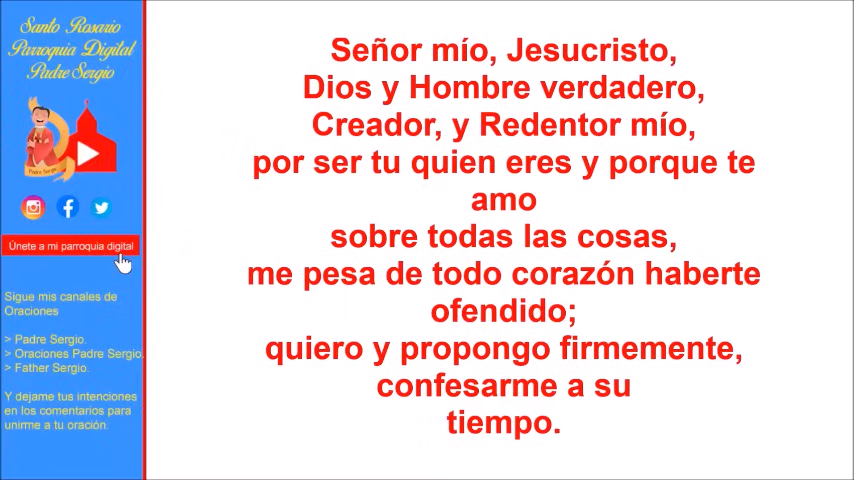 Santo Rosario
Parroquia Digital
Padre Sergio
Padre Sergio
Únete a mi parroquia digital
Sigue mis canales de
Oraciones
> Padre Sergio.
> Oraciones Padre Sergio.
> Father Sergio.
Y dejame tus intenciones
en los comentarios para
unirme a tu oración.
Señor mío, Jesucristo,
Dios y Hombre verdadero,
Creador, y Redentor mío,
por ser tu quien eres y porque te
amo
sobre todas las cosas,
me pesa de todo corazón haberte
ofendido;
quiero y propongo firmemente,
confesarme a su
tiempo.